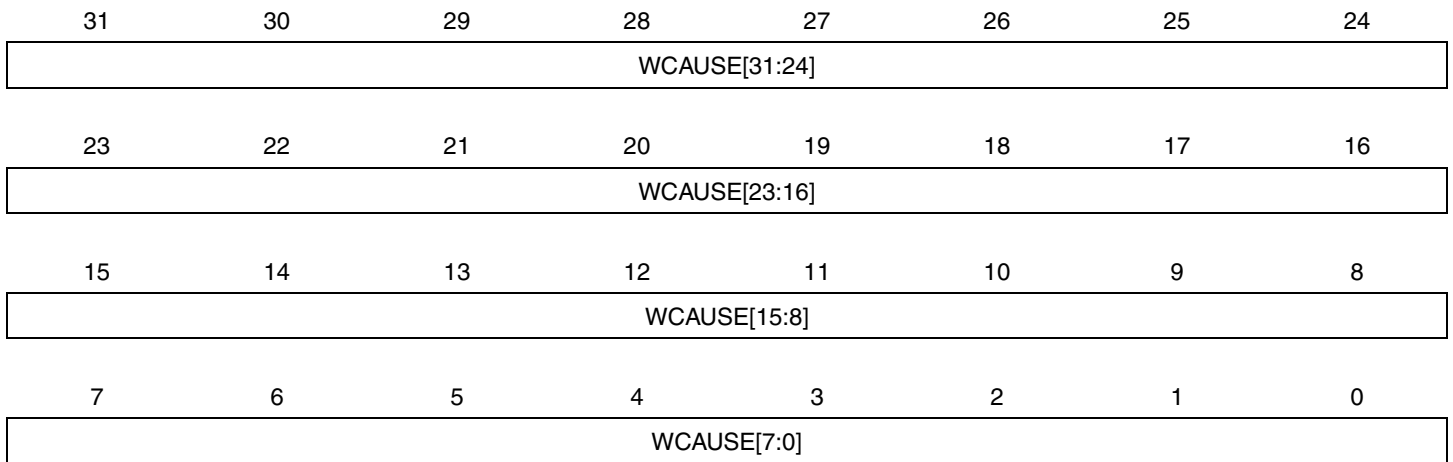 31 30 29 28 27 26 25 24
WCAUSE[31:24]
23 22 21 20 19 18 17 16
WCAUSE[23:16]
15 14 13 12 11 10 9 8
WCAUSE[15:8]
7 6 5 4 3 2 1 0
WCAUSE[7:0]